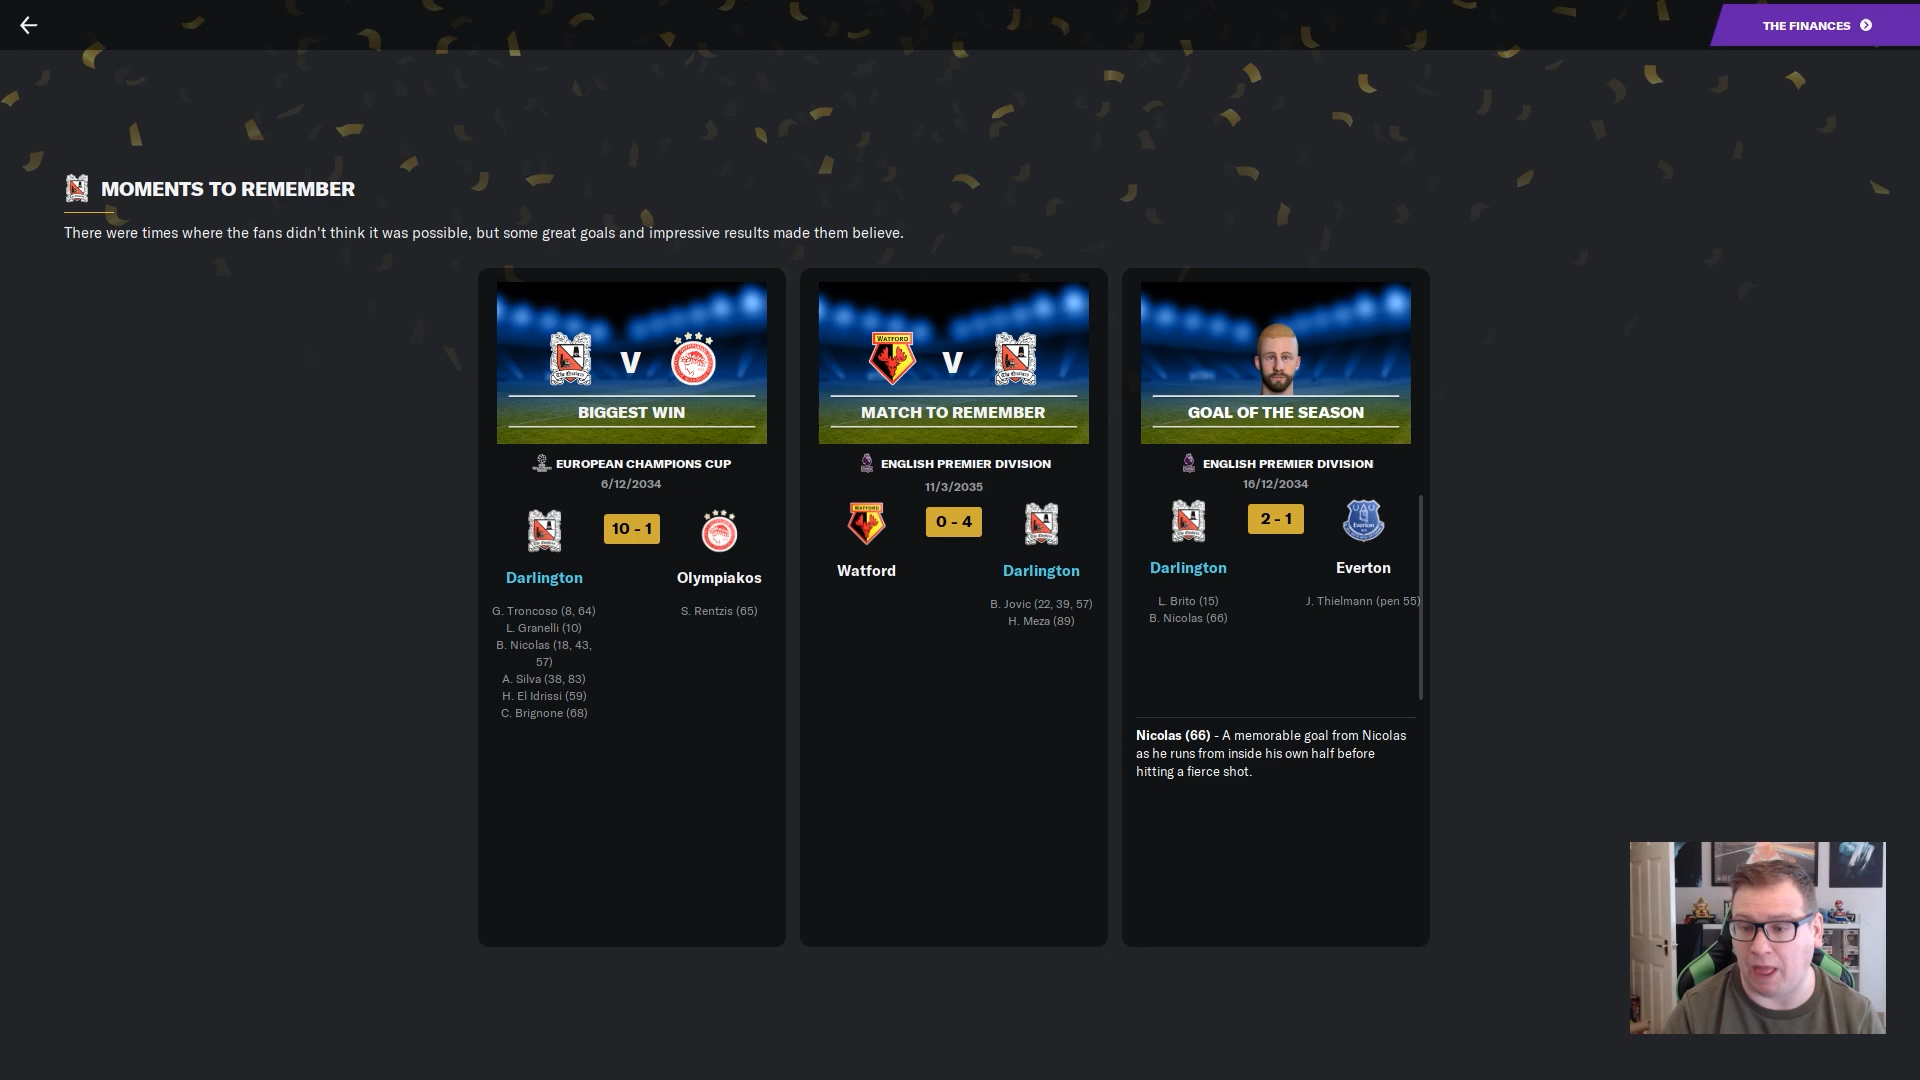 THE FINANCES
MOMENTS TO REMEMBER
There were times where the fans didn't think it was possible, but some great goals and impressive results made them believe.
V
BIGGEST WIN
EUROPEAN CHAMPIONS CUP
6/12/2034
10 - 1
Darlington
Olympiakos
G. Troncoso (8, 64)
L. Granelli (10)
B. Nicolas (18, 43,
57)
A. Silva (38, 83)
H. El Idrissi (59)
C. Brignone (68)
S. Rentzis (65)
WATFORD
V
MATCH TO REMEMBER
ENGLISH PREMIER DIVISION
11/3/2035
WATFORD
0 - 4
Watford
Darlington
B. Jovic (22, 39, 57)
H. Meza (89)
GOAL OF THE SEASON
ENGLISH PREMIER DIVISION
16/12/2034
2 - 1
Everton
Darlington
Everton
L. Brito (15)
B. Nicolas (66)
J. Thielmann (pen 55)
Nicolas (66) - A memorable goal from Nicolas
as he runs from inside his own half before
hitting a fierce shot.